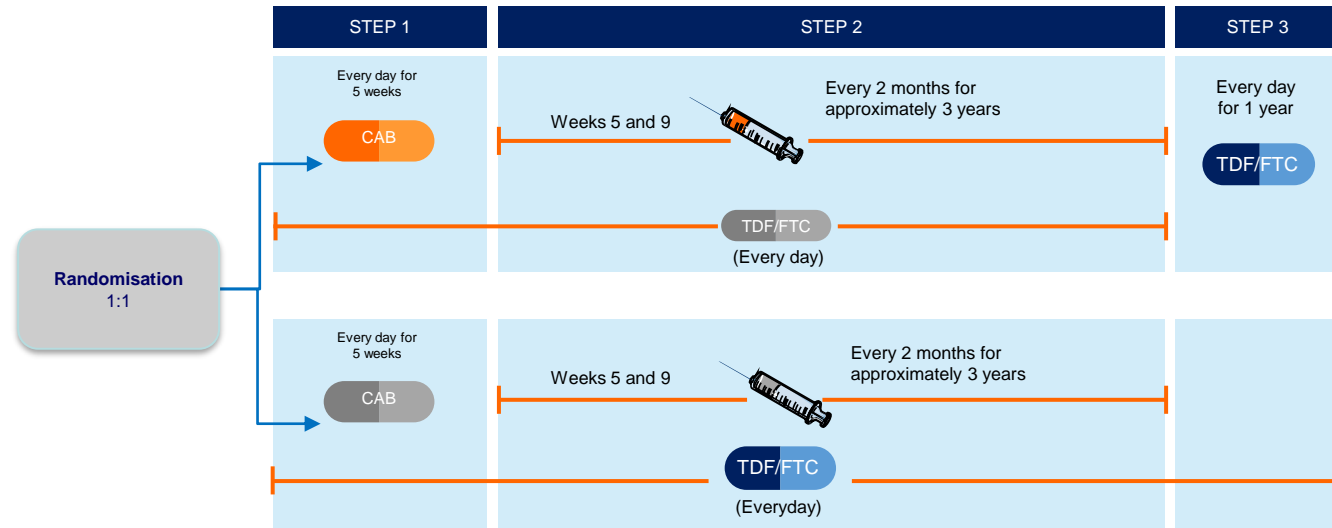 STEP 1
STEP 2
STEP 3
Every day for
5 weeks
CAB
Weeks 5 and 9
Every 2 months for
approximately 3 years
Every day
for 1 year
TDF/FTC
TDF/FTC
(Every day)
Randomisation
1:1
Every day for
5 weeks
CAB
Weeks 5 and 9
Every 2 months for
approximately 3 years
TDF/FTC
(Everyday)